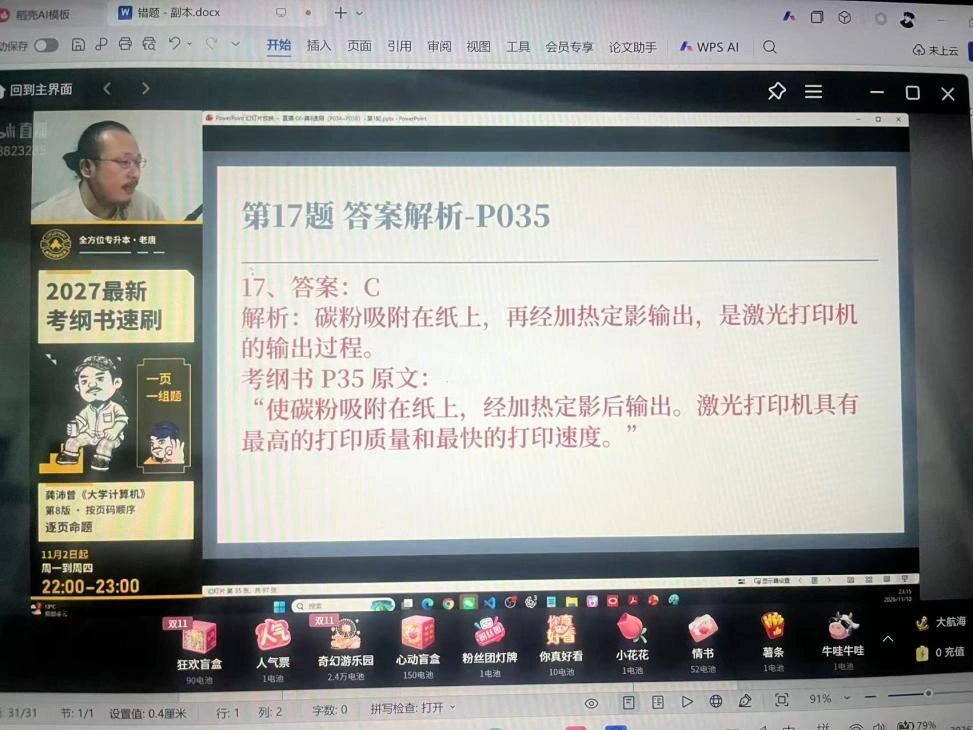 稻壳AI模板
错题 - 副本.docx
动保存
开始 插入 页面 引用 审阅 视图 工具 会员专享 论文助手 WPS AI
未上云
回到主界面
第17题 答案解析-P035
17、答案：C
解析：碳粉吸附在纸上，再经加热定影输出，是激光打印机
的输出过程。
考纲书 P35 原文：
“使碳粉吸附在纸上，经加热定影后输出。激光打印机具有
最高的打印质量和最快的打印速度。”
全方位专升本·老唐
2027最新
考纲书速刷
一页
一组题
龚沛曾《大学计算机》
第8版 · 按页码顺序
逐页命题
11月2日起
周一到周四
22:00-23:00
搜索
23:15
双11 双11
狂欢盲盒 人气票 奇幻游乐园 心动盲盒 粉丝团灯牌 你真好看 小花花 情书 薯条 牛哇牛哇
90电池 1电池 2.4万电池 150电池 1电池 10电池 1电池 52电池 1电池 1电池
大航海
0 充值
31/31 节: 1/1 设置值: 0.4厘米 行: 1 列: 2 字数: 0 拼写检查: 打开 91%
79%